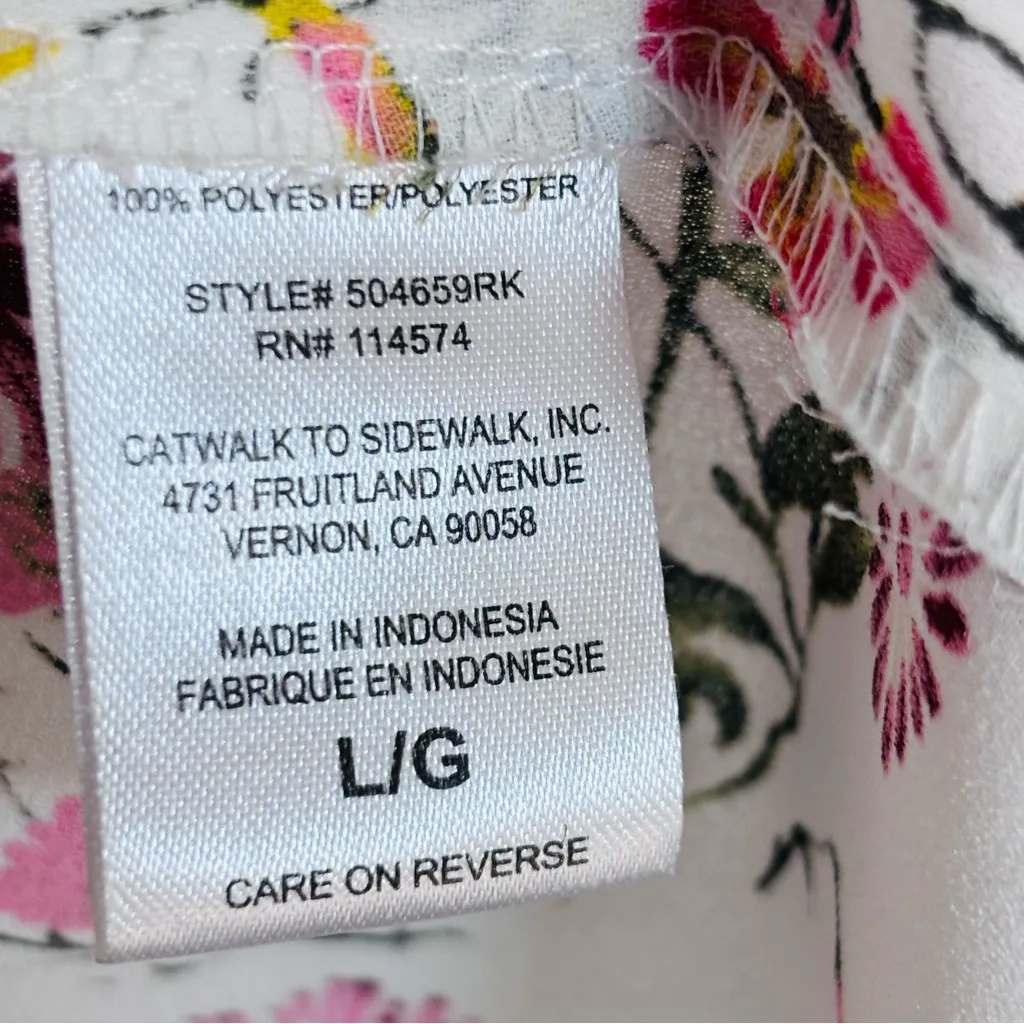 100% POLYESTER/POLYESTER
STYLE# 504659RK
RN# 114574
CATWALK TO SIDEWALK, INC.
4731 FRUITLAND AVENUE
VERNON, CA 90058
MADE IN INDONESIA
FABRIQUE EN INDONESIE
L/G
CARE ON REVERSE